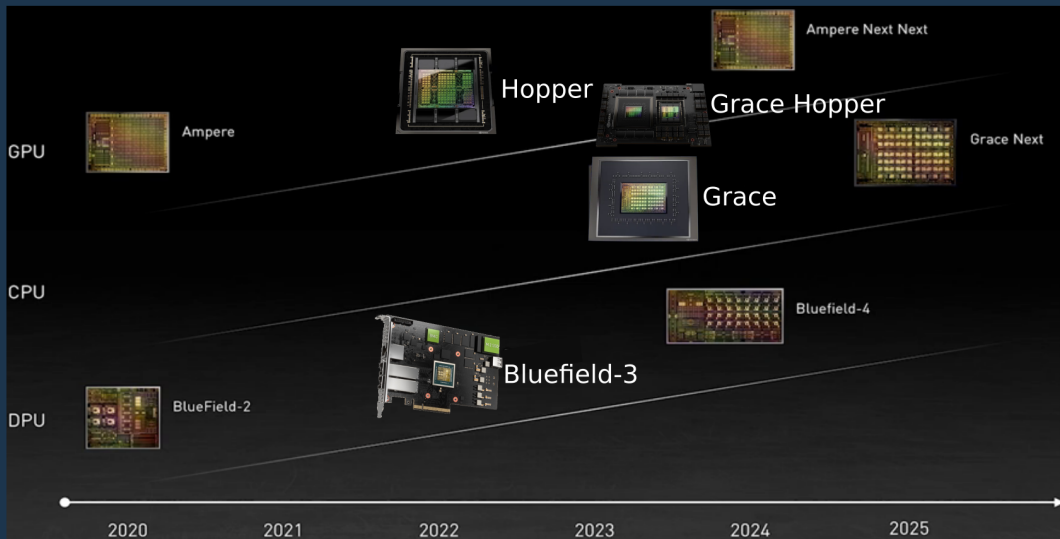 Ampere Next Next
Hopper
Grace Hopper
Ampere
GPU
Grace Next
Grace
CPU
Bluefield-4
Bluefield-3
BlueField-2
DPU
2020
2021
2022
2023
2024
2025